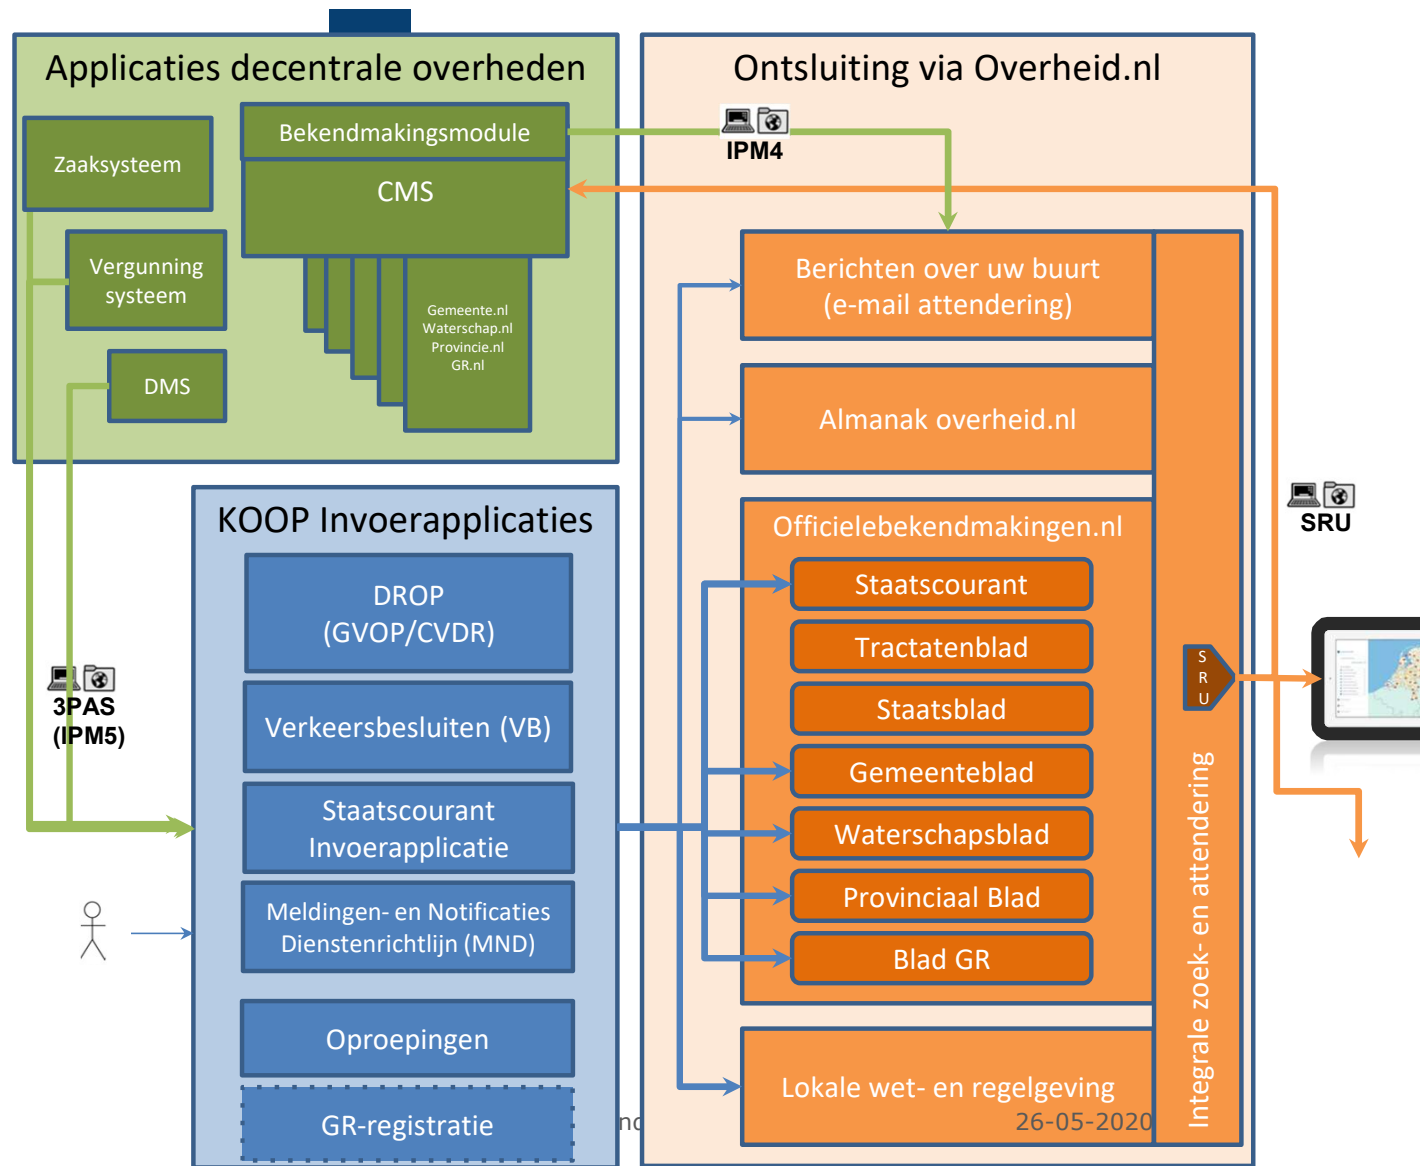 Applicaties decentrale overheden
Zaaksysteem
Bekendmakingsmodule
CMS
Vergunning
systeem
DMS
Gemeente.nl
Waterschap.nl
Provincie.nl
GR.nl
3PAS
(IPM5)
KOOP Invoerapplicaties
DROP
(GVOP/CVDR)
Verkeersbesluiten (VB)
Staatscourant
Invoerapplicatie
Meldingen- en Notificaties
Dienstenrichtlijn (MND)
Oproepingen
GR-registratie
Ontsluiting via Overheid.nl
IPM4
Berichten over uw buurt
(e-mail attendering)
Almanak overheid.nl
Officielebekendmakingen.nl
Staatscourant
Tractatenblad
Staatsblad
Gemeenteblad
Waterschapsblad
Provinciaal Blad
Blad GR
Lokale wet- en regelgeving
26-05-2020
Integrale zoek- en attendering
S
R
U
SRU